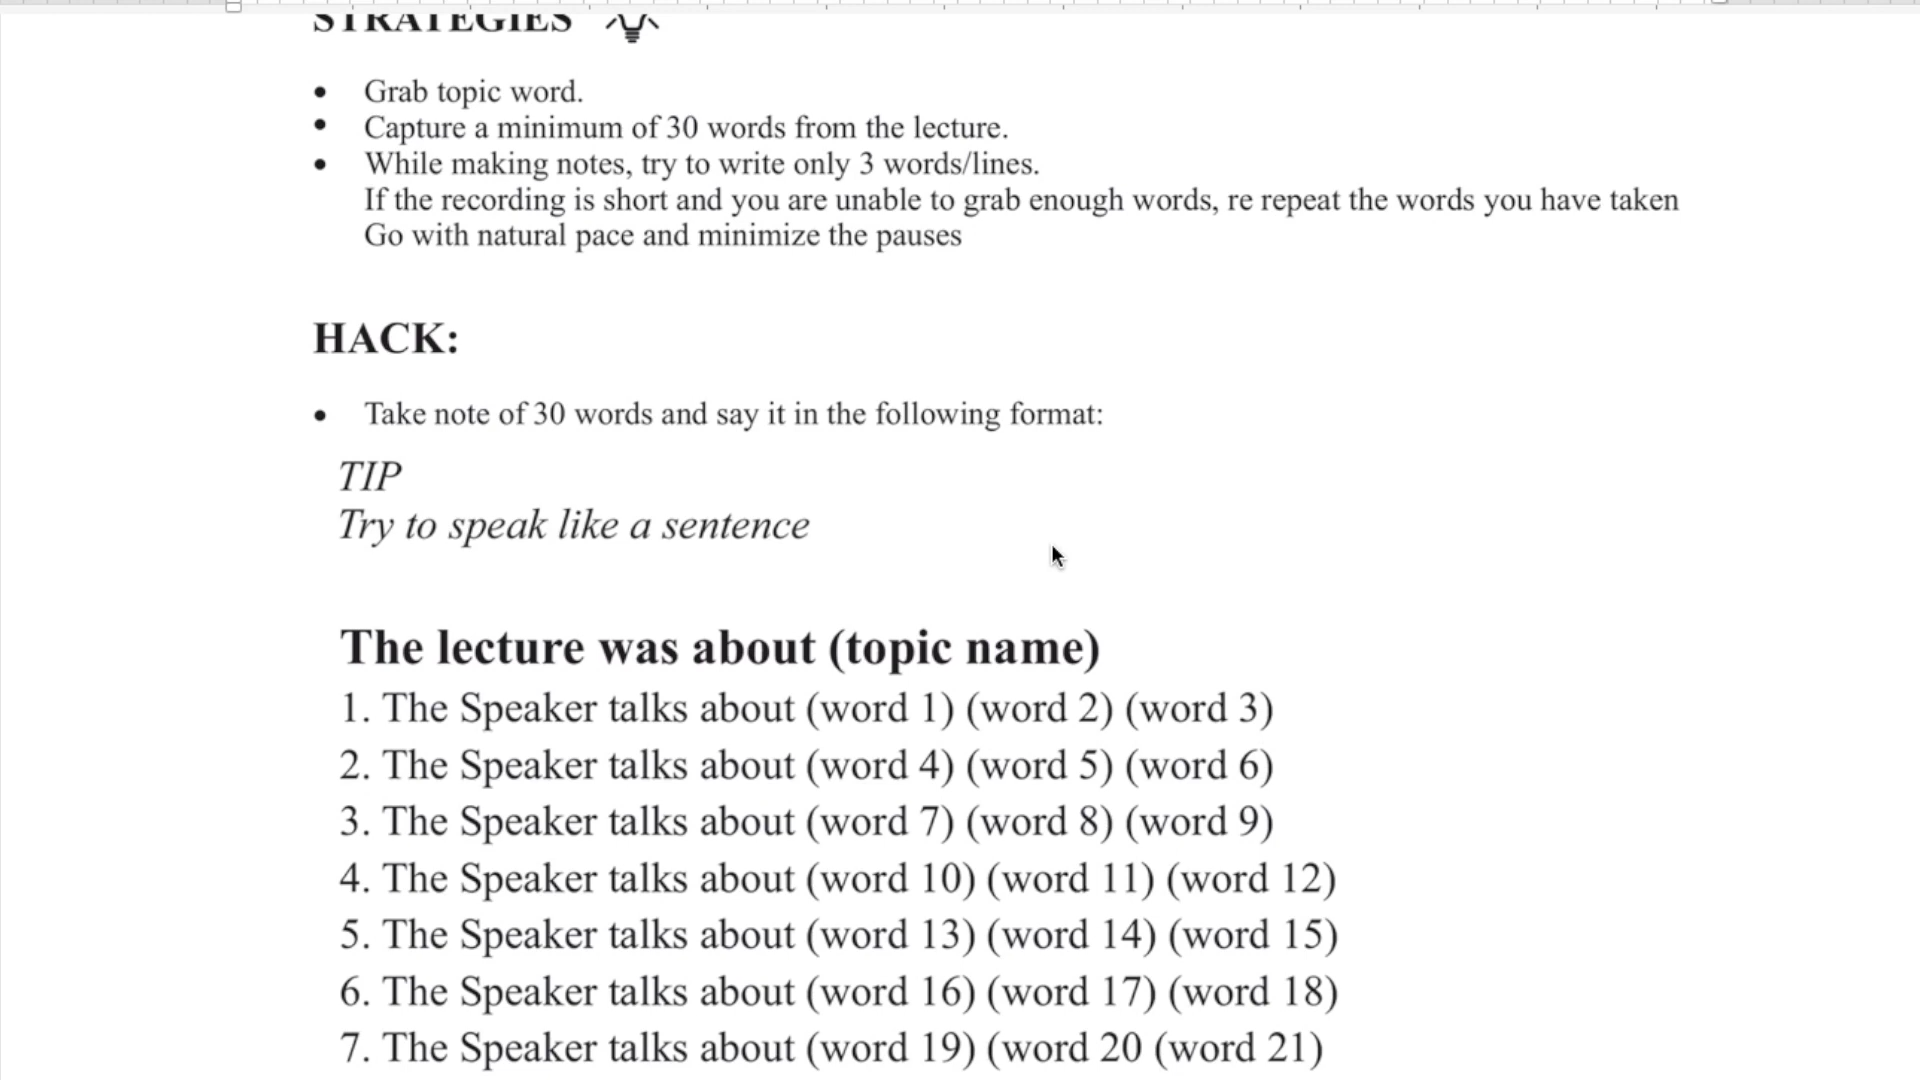 STRATEGIES
• Grab topic word.
• Capture a minimum of 30 words from the lecture.
• While making notes, try to write only 3 words/lines.
If the recording is short and you are unable to grab enough words, re repeat the words you have taken
Go with natural pace and minimize the pauses
HACK:
• Take note of 30 words and say it in the following format:
TIP
Try to speak like a sentence
The lecture was about (topic name)
1. The Speaker talks about (word 1) (word 2) (word 3)
2. The Speaker talks about (word 4) (word 5) (word 6)
3. The Speaker talks about (word 7) (word 8) (word 9)
4. The Speaker talks about (word 10) (word 11) (word 12)
5. The Speaker talks about (word 13) (word 14) (word 15)
6. The Speaker talks about (word 16) (word 17) (word 18)
7. The Speaker talks about (word 19) (word 20 (word 21)